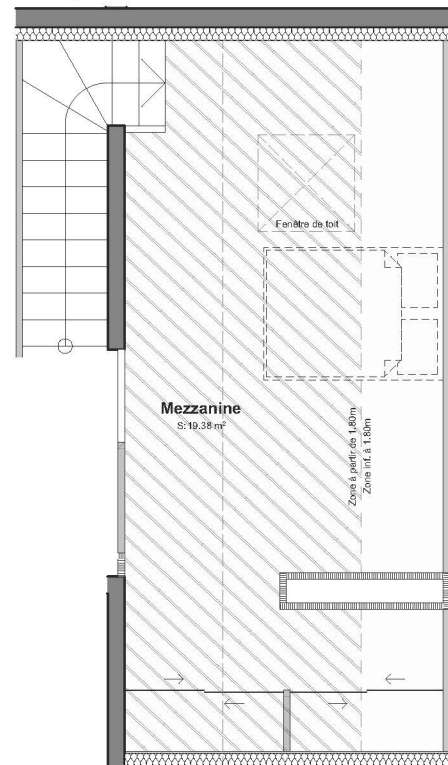 Fenêtre de toit
Mezzanine
S:19.38 m²
Zone à partir de 1,80m
Zone inf. à 1.80m